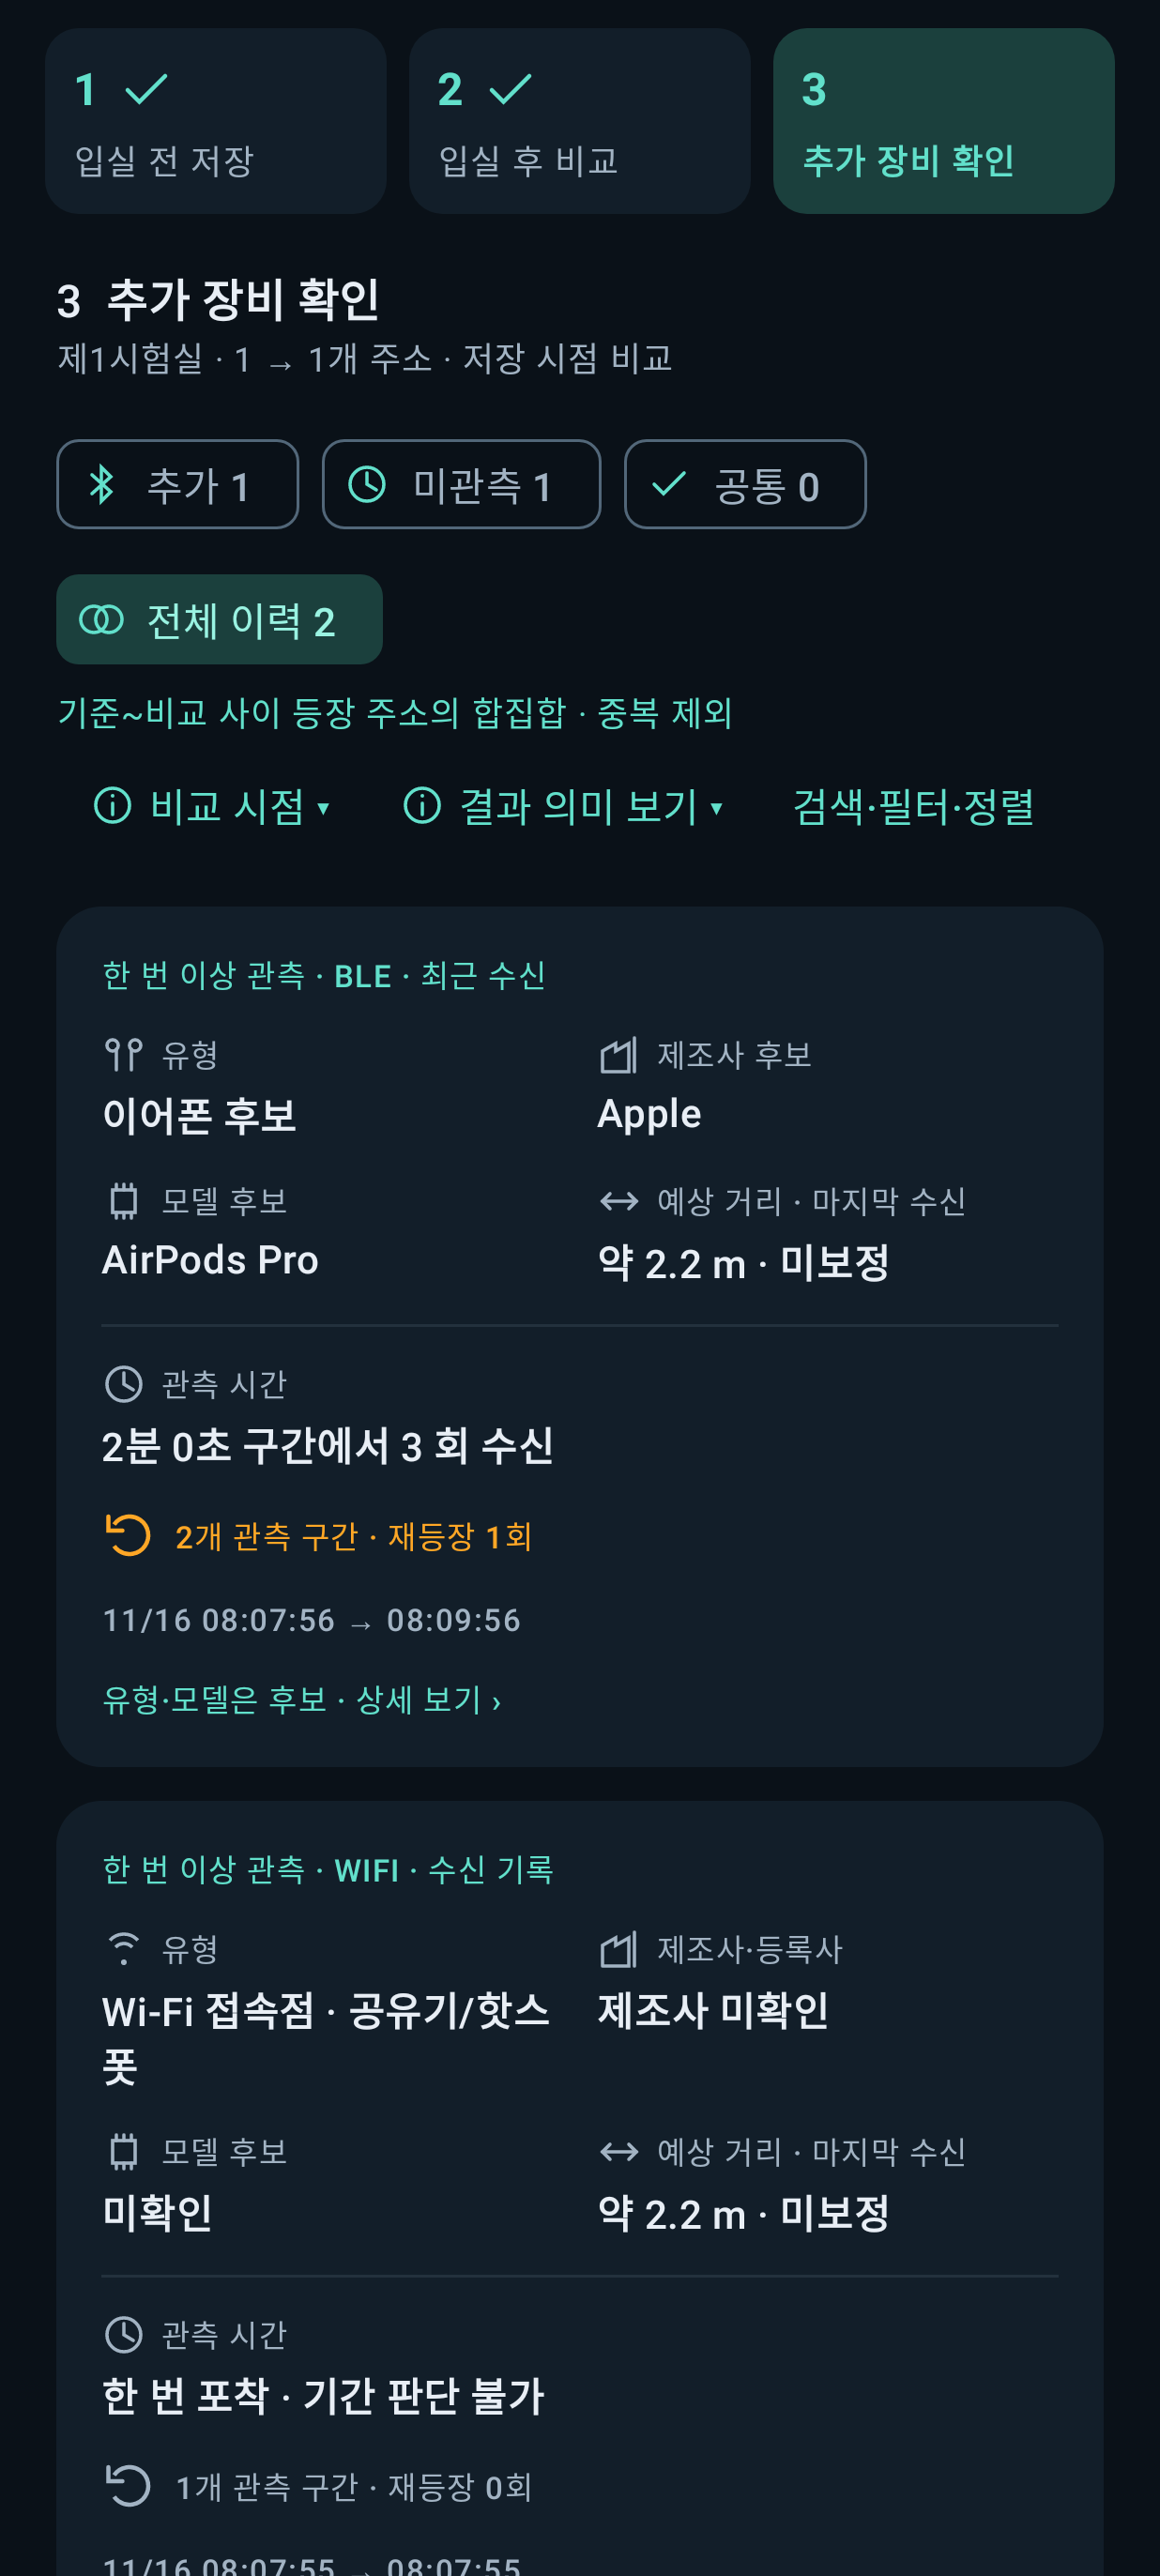 1 ✓
입실 전 저장
2 ✓
입실 후 비교
3
추가 장비 확인
3 추가 장비 확인
제1시험실 · 1 → 1개 주소 · 저장 시점 비교
추가 1
미관측 1
공통 0
전체 이력 2
기준~비교 사이 등장 주소의 합집합 · 중복 제외
비교 시점 ▾
결과 의미 보기 ▾
검색·필터·정렬
한 번 이상 관측 · BLE · 최근 수신
유형
이어폰 후보
제조사 후보
Apple
모델 후보
AirPods Pro
예상 거리 · 마지막 수신
약 2.2 m · 미보정
관측 시간
2분 0초 구간에서 3 회 수신
2개 관측 구간 · 재등장 1회
11/16 08:07:56 → 08:09:56
유형·모델은 후보 · 상세 보기 ›
한 번 이상 관측 · WIFI · 수신 기록
유형
Wi-Fi 접속점 · 공유기/핫스
폿
제조사·등록사
제조사 미확인
모델 후보
미확인
예상 거리 · 마지막 수신
약 2.2 m · 미보정
관측 시간
한 번 포착 · 기간 판단 불가
1개 관측 구간 · 재등장 0회
11/16 08:07:55 → 08:07:55